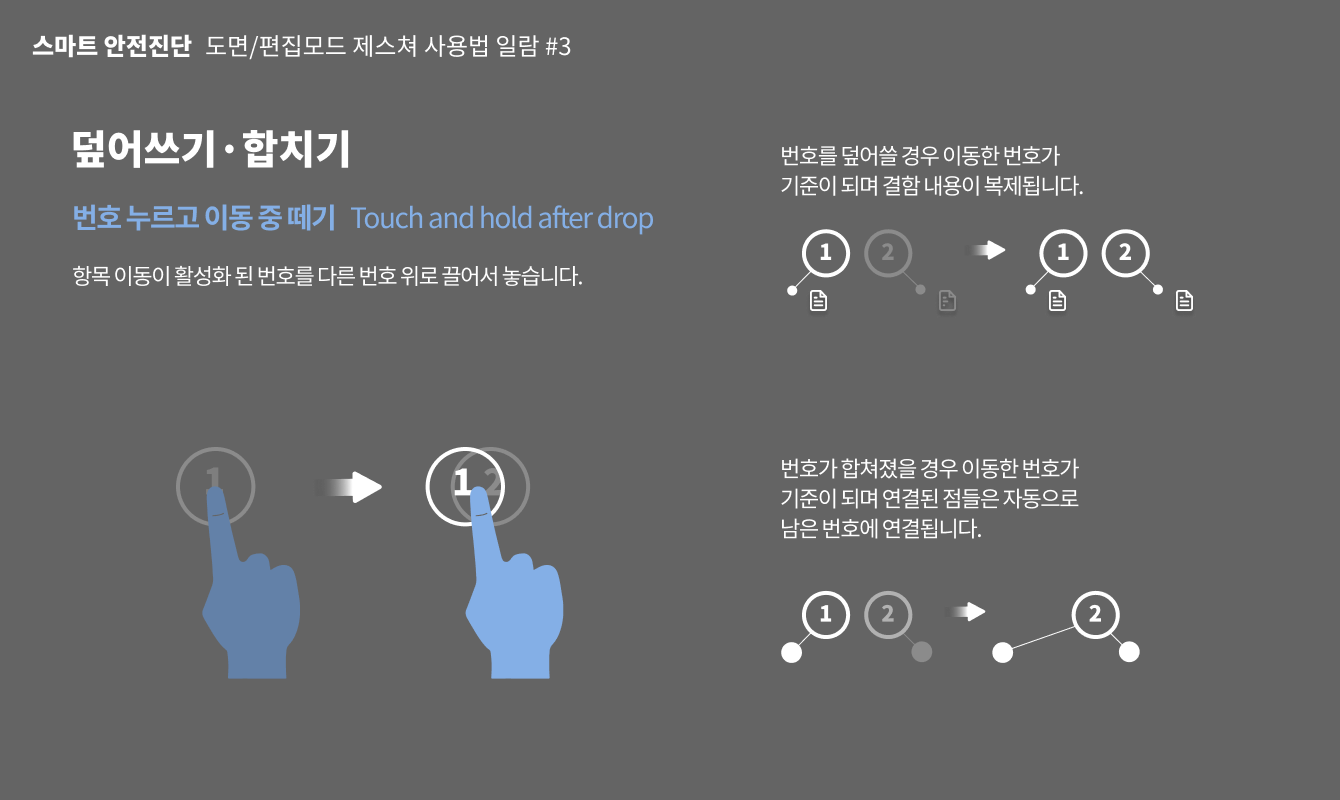 스마트 안전진단 도면/편집모드 제스쳐 사용법 일람 #3
덮어쓰기·합치기
번호 누르고 이동 중 떼기 Touch and hold after drop
항목 이동이 활성화 된 번호를 다른 번호 위로 끌어서 놓습니다.
1
1 2
번호를 덮어쓸 경우 이동한 번호가
기준이 되며 결함 내용이 복제됩니다.
1 2 1 2
번호가 합쳐졌을 경우 이동한 번호가
기준이 되며 연결된 점들은 자동으로
남은 번호에 연결됩니다.
1 2 2